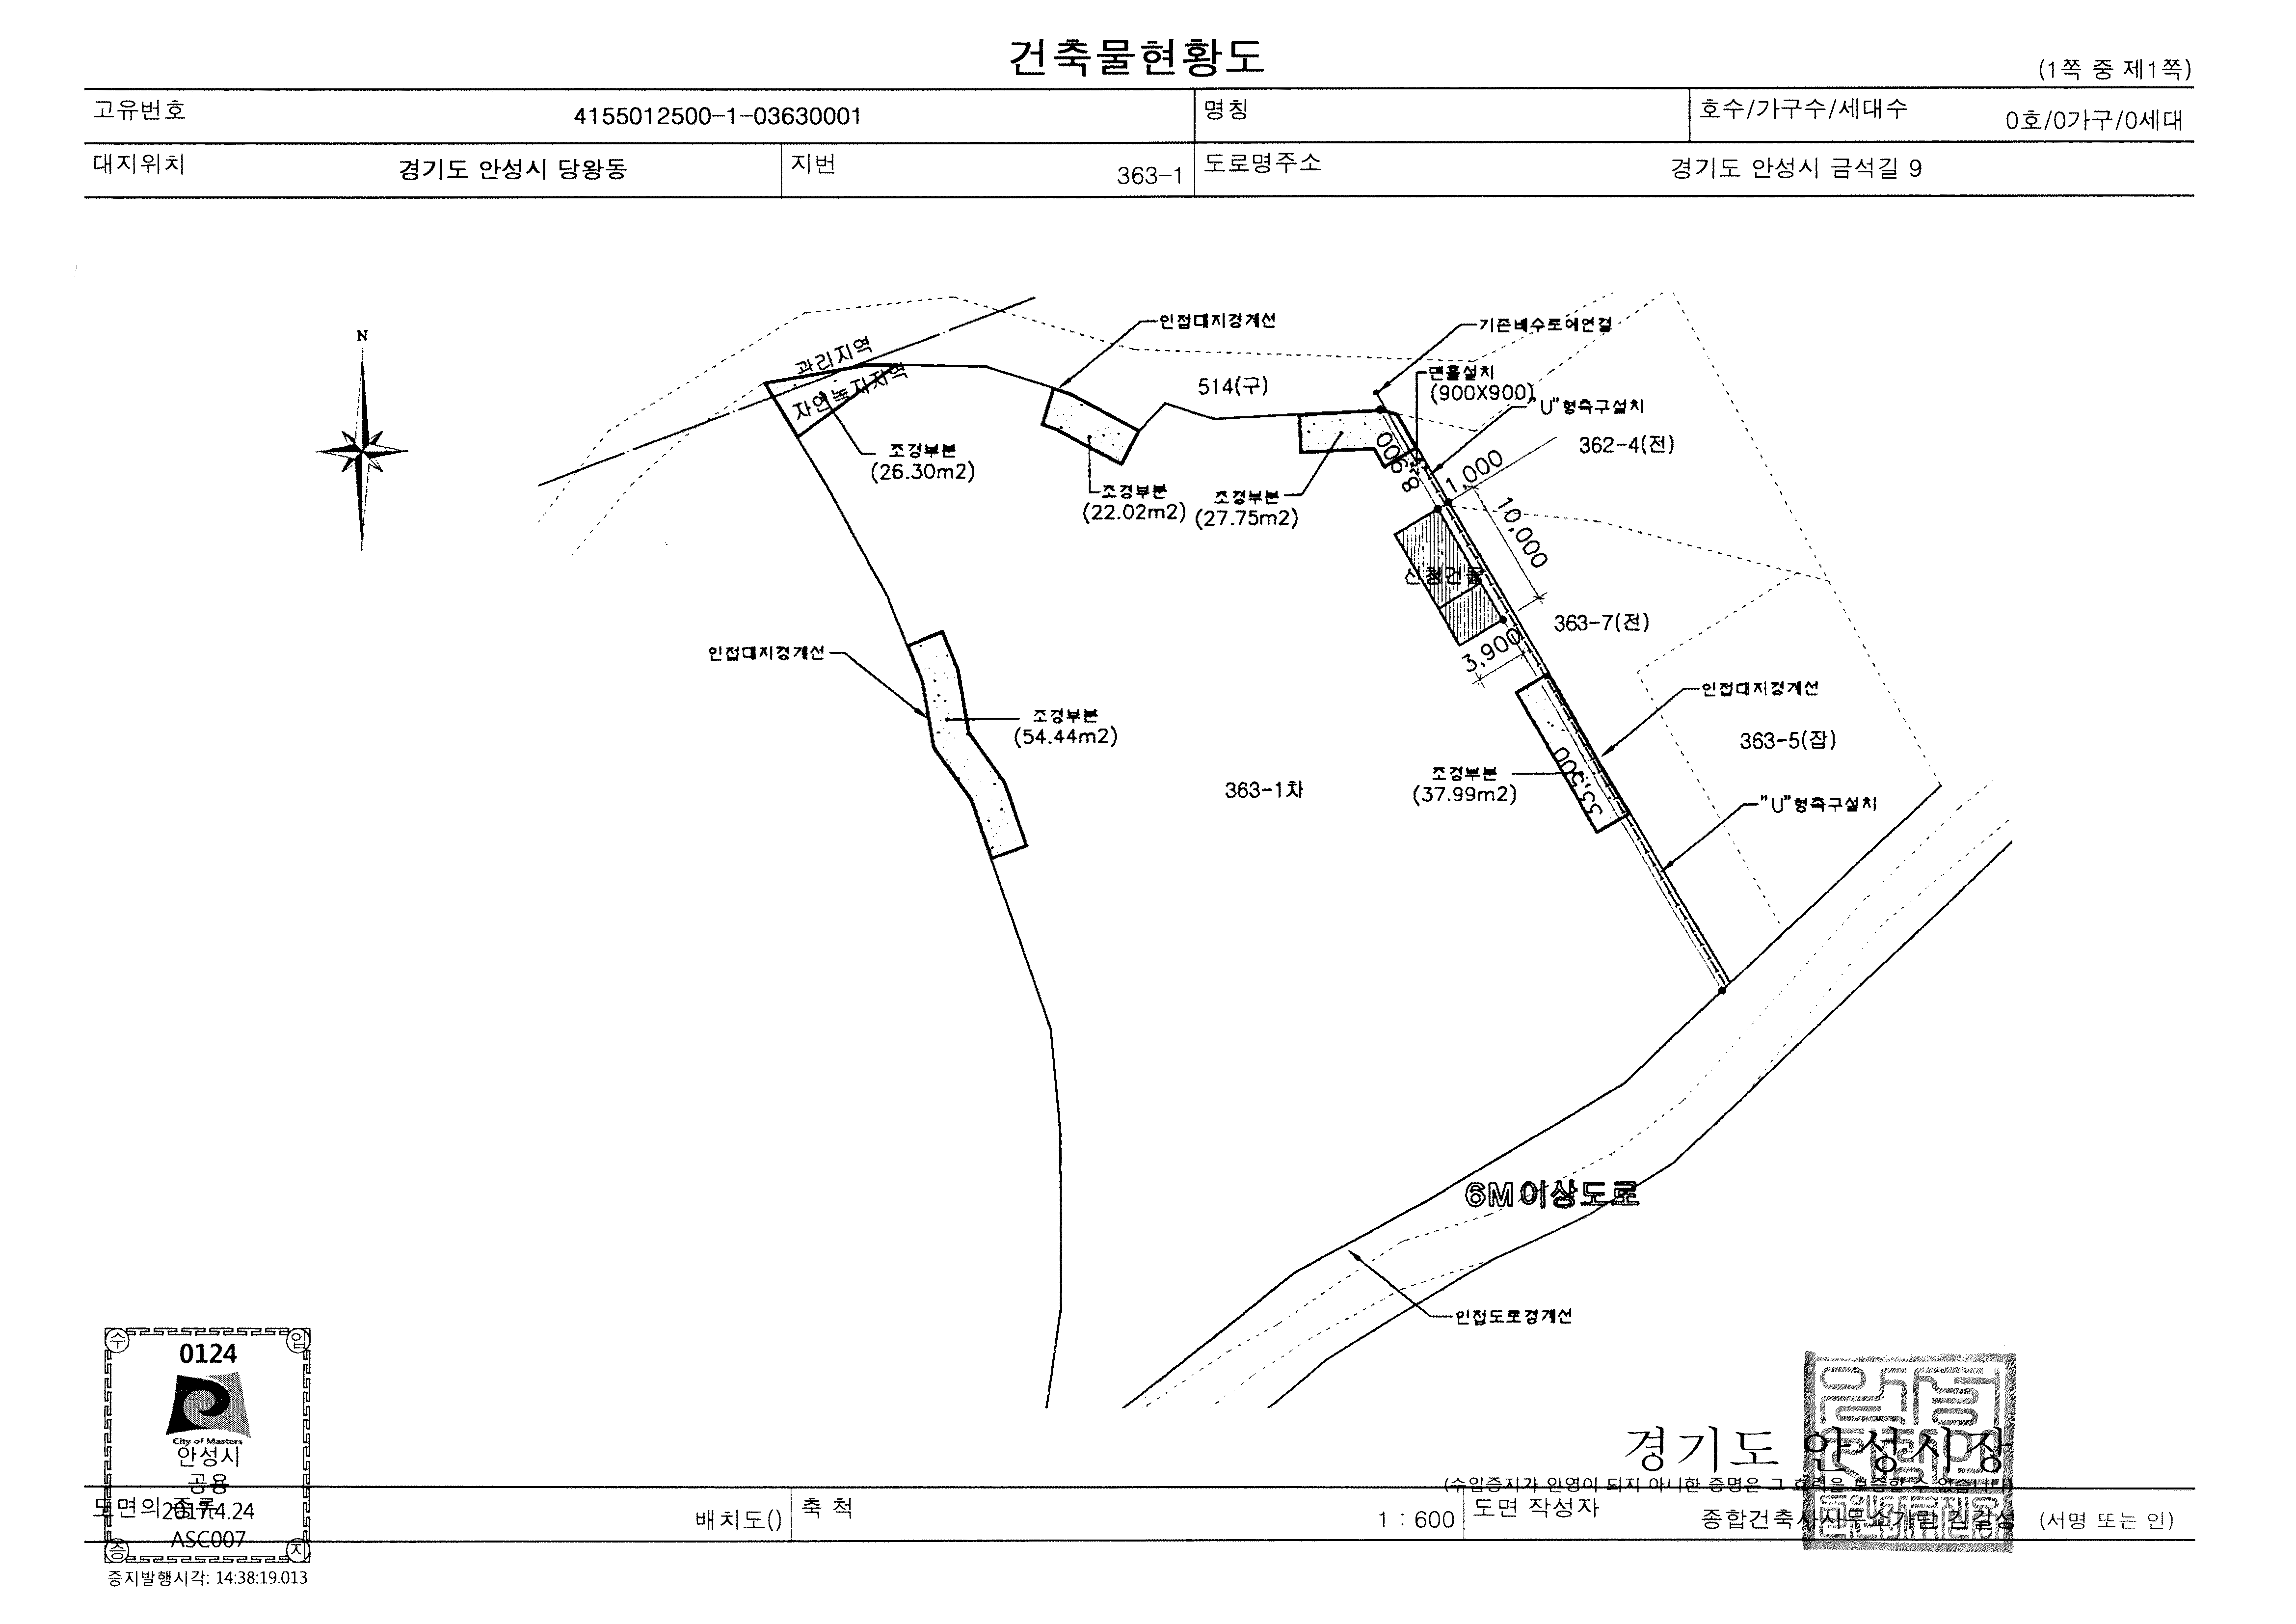 건축물현황도
(1쪽 중 제1쪽)
고유번호 4155012500-1-03630001 명칭 호수/가구수/세대수 0호/0가구/0세대
대지위치 경기도 안성시 당왕동 지번 363-1 도로명주소 경기도 안성시 금석길 9
N
인접대지경계선
기존배수로에연결
관리지역
자연녹지지역
514(구)
맨홀설치
(900X900)
"U"형측구설치
362-4(전)
조경부분
(26.30m2)
조경부분
(22.02m2)
조경부분
(27.75m2)
8,900
1,000
10,000
신청건물
363-7(전)
3,900
인접대지경계선
인접대지경계선
조경부분
(54.44m2)
363-5(잡)
363-1차
조경부분
(37.99m2)
33,500
"U"형측구설치
6M이상도로
인접도로경계선
수 입
0124
City of Masters
안성시
공용
2017.4.24
ASC007
증 지
증지발행시각: 14:38:19.013
경기도 안성시장
(수입증지가 인영이 되지 아니한 증명은 그 효력을 보증할 수 없습니다)
도면의 종류 배치도() 축 척 1 : 600 도면 작성자 종합건축사사무소가람 김길성 (서명 또는 인)